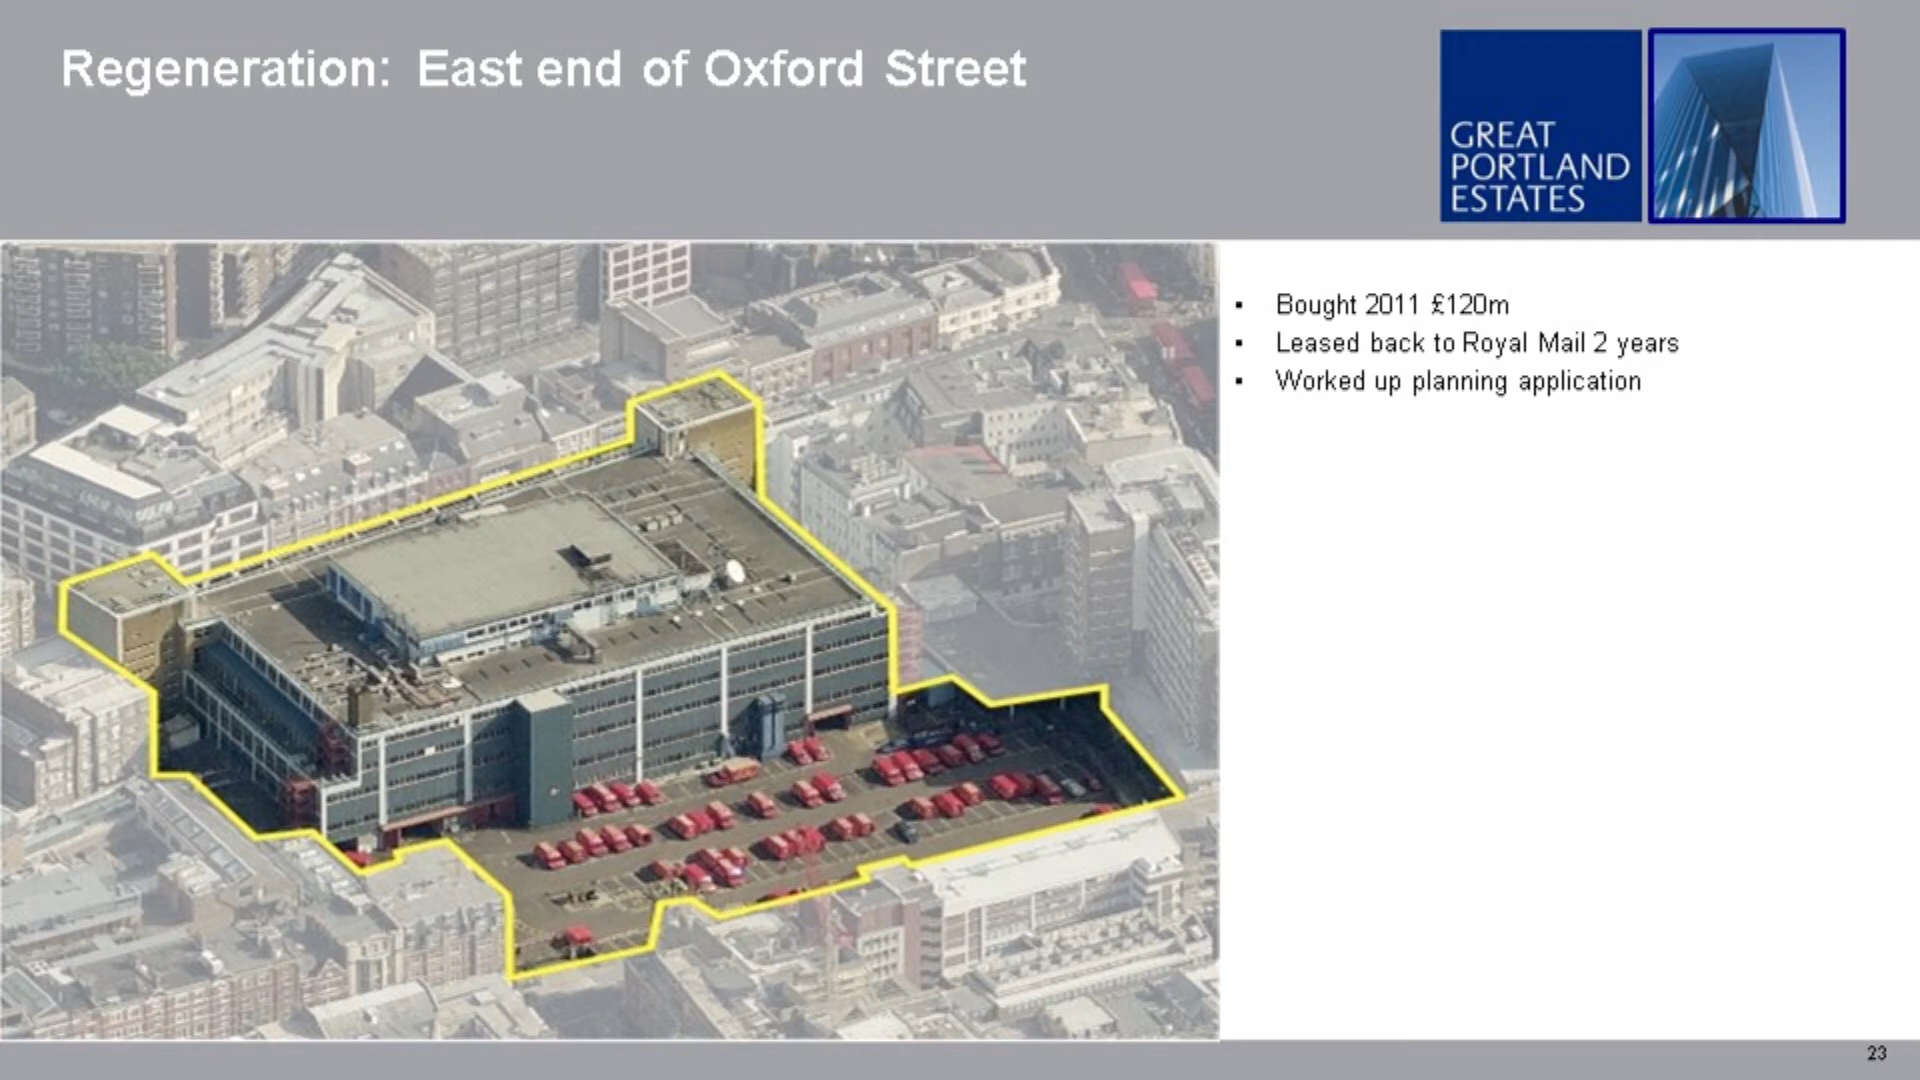 Regeneration: East end of Oxford Street
GREAT
PORTLAND
ESTATES
▪ Bought 2011 £120m
▪ Leased back to Royal Mail 2 years
▪ Worked up planning application
23